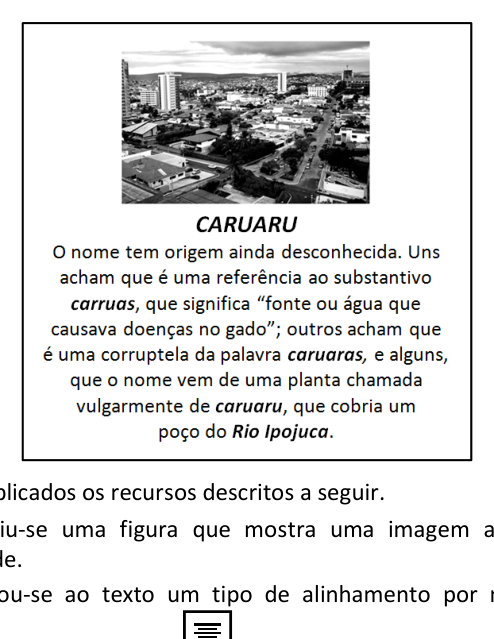 CARUARU
O nome tem origem ainda desconhecida. Uns
acham que é uma referência ao substantivo
carruas, que significa “fonte ou água que
causava doenças no gado”; outros acham que
é uma corruptela da palavra caruaras, e alguns,
que o nome vem de uma planta chamada
vulgarmente de caruaru, que cobria um
poço do Rio Ipojuca.
plicados os recursos descritos a seguir.
iu-se uma figura que mostra uma imagem a
de.
ou-se ao texto um tipo de alinhamento por